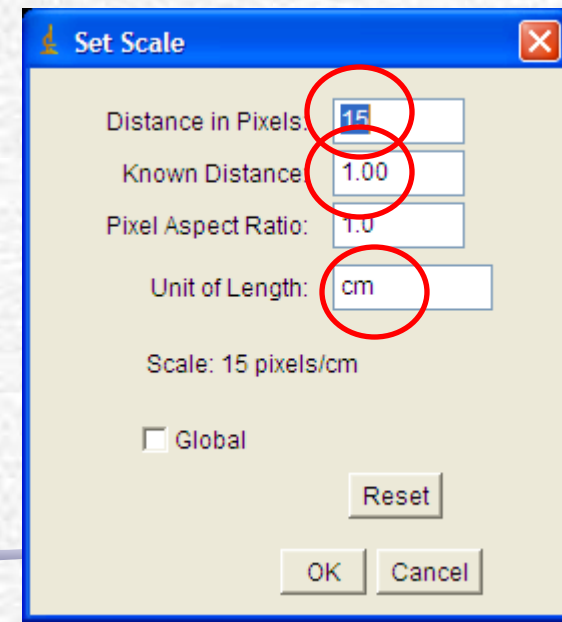 Set Scale
Distance in Pixels: 15
Known Distance: 1.00
Pixel Aspect Ratio: 1.0
Unit of Length: cm
Scale: 15 pixels/cm
Global
Reset
OK Cancel